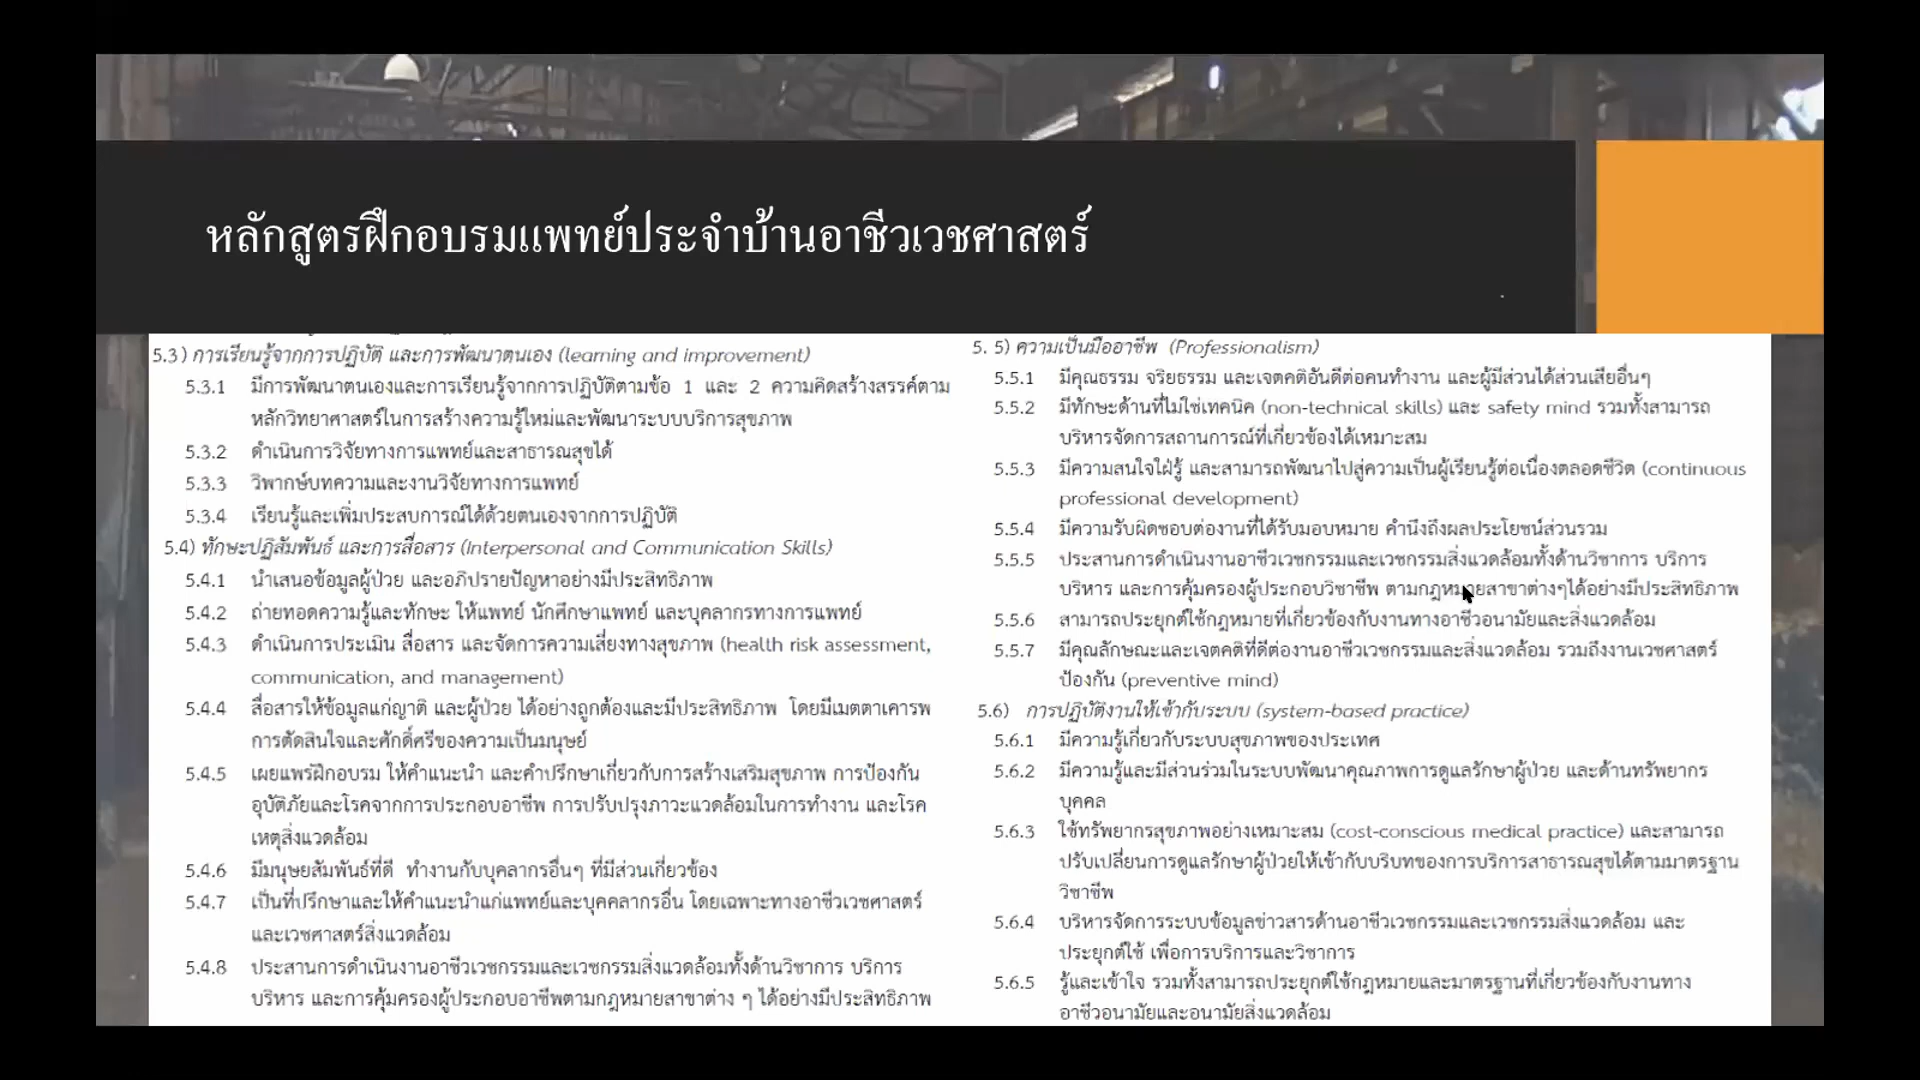 หลักสูตรฝึกอบรมแพทย์ประจำบ้านอาชีวเวชศาสตร์
5.3) การเรียนรู้จากการปฏิบัติ และการพัฒนาตนเอง (learning and improvement)
5.3.1 มีการพัฒนาตนเองและการเรียนรู้จากการปฏิบัติตามข้อ 1 และ 2 ความคิดสร้างสรรค์ตาม
หลักวิทยาศาสตร์ในการสร้างความรู้ใหม่และพัฒนาระบบบริการสุขภาพ
5.3.2 ดำเนินการวิจัยทางการแพทย์และสาธารณสุขได้
5.3.3 วิพากษ์บทความและงานวิจัยทางการแพทย์
5.3.4 เรียนรู้และเพิ่มประสบการณ์ได้ด้วยตนเองจากการปฏิบัติ
5.4) ทักษะปฏิสัมพันธ์ และการสื่อสาร (Interpersonal and Communication Skills)
5.4.1 นำเสนอข้อมูลผู้ป่วย และอภิปรายปัญหาอย่างมีประสิทธิภาพ
5.4.2 ถ่ายทอดความรู้และทักษะ ให้แพทย์ นักศึกษาแพทย์ และบุคลากรทางการแพทย์
5.4.3 ดำเนินการประเมิน สื่อสาร และจัดการความเสี่ยงทางสุขภาพ (health risk assessment,
communication, and management)
5.4.4 สื่อสารให้ข้อมูลแก่ญาติ และผู้ป่วย ได้อย่างถูกต้องและมีประสิทธิภาพ โดยมีเมตตาเคารพ
การตัดสินใจและศักดิ์ศรีของความเป็นมนุษย์
5.4.5 เผยแพร่ฝึกอบรม ให้คำแนะนำ และคำปรึกษาเกี่ยวกับการสร้างเสริมสุขภาพ การป้องกัน
อุบัติภัยและโรคจากการประกอบอาชีพ การปรับปรุงภาวะแวดล้อมในการทำงาน และโรค
เหตุสิ่งแวดล้อม
5.4.6 มีมนุษยสัมพันธ์ที่ดี ทำงานกับบุคลากรอื่นๆ ที่มีส่วนเกี่ยวข้อง
5.4.7 เป็นที่ปรึกษาและให้คำแนะนำแก่แพทย์และบุคคลากรอื่น โดยเฉพาะทางอาชีวเวชศาสตร์
และเวชศาสตร์สิ่งแวดล้อม
5.4.8 ประสานการดำเนินงานอาชีวเวชกรรมและเวชกรรมสิ่งแวดล้อมทั้งด้านวิชาการ บริการ
บริหาร และการคุ้มครองผู้ประกอบอาชีพตามกฎหมายสาขาต่าง ๆ ได้อย่างมีประสิทธิภาพ
5. 5) ความเป็นมืออาชีพ (Professionalism)
5.5.1 มีคุณธรรม จริยธรรม และเจตคติอันดีต่อคนทำงาน และผู้มีส่วนได้ส่วนเสียอื่นๆ
5.5.2 มีทักษะด้านที่ไม่ใช่เทคนิค (non-technical skills) และ safety mind รวมทั้งสามารถ
บริหารจัดการสถานการณ์ที่เกี่ยวข้องได้เหมาะสม
5.5.3 มีความสนใจใฝ่รู้ และสามารถพัฒนาไปสู่ความเป็นผู้เรียนรู้ต่อเนื่องตลอดชีวิต (continuous
professional development)
5.5.4 มีความรับผิดชอบต่องานที่ได้รับมอบหมาย คำนึงถึงผลประโยชน์ส่วนรวม
5.5.5 ประสานการดำเนินงานอาชีวเวชกรรมและเวชกรรมสิ่งแวดล้อมทั้งด้านวิชาการ บริการ
บริหาร และการคุ้มครองผู้ประกอบวิชาชีพ ตามกฎหมายสาขาต่างๆได้อย่างมีประสิทธิภาพ
5.5.6 สามารถประยุกต์ใช้กฎหมายที่เกี่ยวข้องกับงานทางอาชีวอนามัยและสิ่งแวดล้อม
5.5.7 มีคุณลักษณะและเจตคติที่ดีต่องานอาชีวเวชกรรมและสิ่งแวดล้อม รวมถึงงานเวชศาสตร์
ป้องกัน (preventive mind)
5.6) การปฏิบัติงานให้เข้ากับระบบ (system-based practice)
5.6.1 มีความรู้เกี่ยวกับระบบสุขภาพของประเทศ
5.6.2 มีความรู้และมีส่วนร่วมในระบบพัฒนาคุณภาพการดูแลรักษาผู้ป่วย และด้านทรัพยากร
บุคคล
5.6.3 ใช้ทรัพยากรสุขภาพอย่างเหมาะสม (cost-conscious medical practice) และสามารถ
ปรับเปลี่ยนการดูแลรักษาผู้ป่วยให้เข้ากับบริบทของการบริการสาธารณสุขได้ตามมาตรฐาน
วิชาชีพ
5.6.4 บริหารจัดการระบบข้อมูลข่าวสารด้านอาชีวเวชกรรมและเวชกรรมสิ่งแวดล้อม และ
ประยุกต์ใช้ เพื่อการบริการและวิชาการ
5.6.5 รู้และเข้าใจ รวมทั้งสามารถประยุกต์ใช้กฎหมายและมาตรฐานที่เกี่ยวข้องกับงานทาง
อาชีวอนามัยและอนามัยสิ่งแวดล้อม